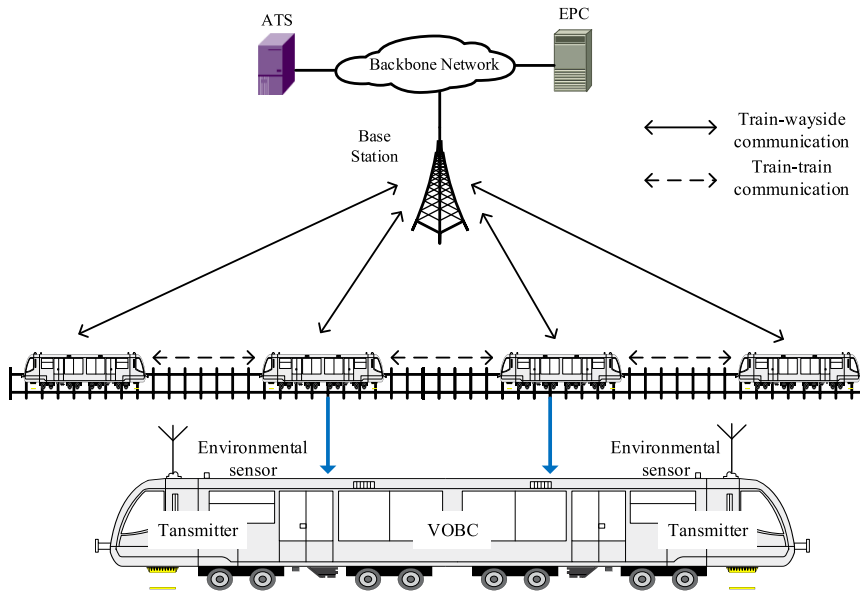 ATS
EPC
Backbone Network
Base
Station
Train-wayside
communication
Train-train
communication
Environmental
sensor
Environmental
sensor
Tansmitter
VOBC
Tansmitter